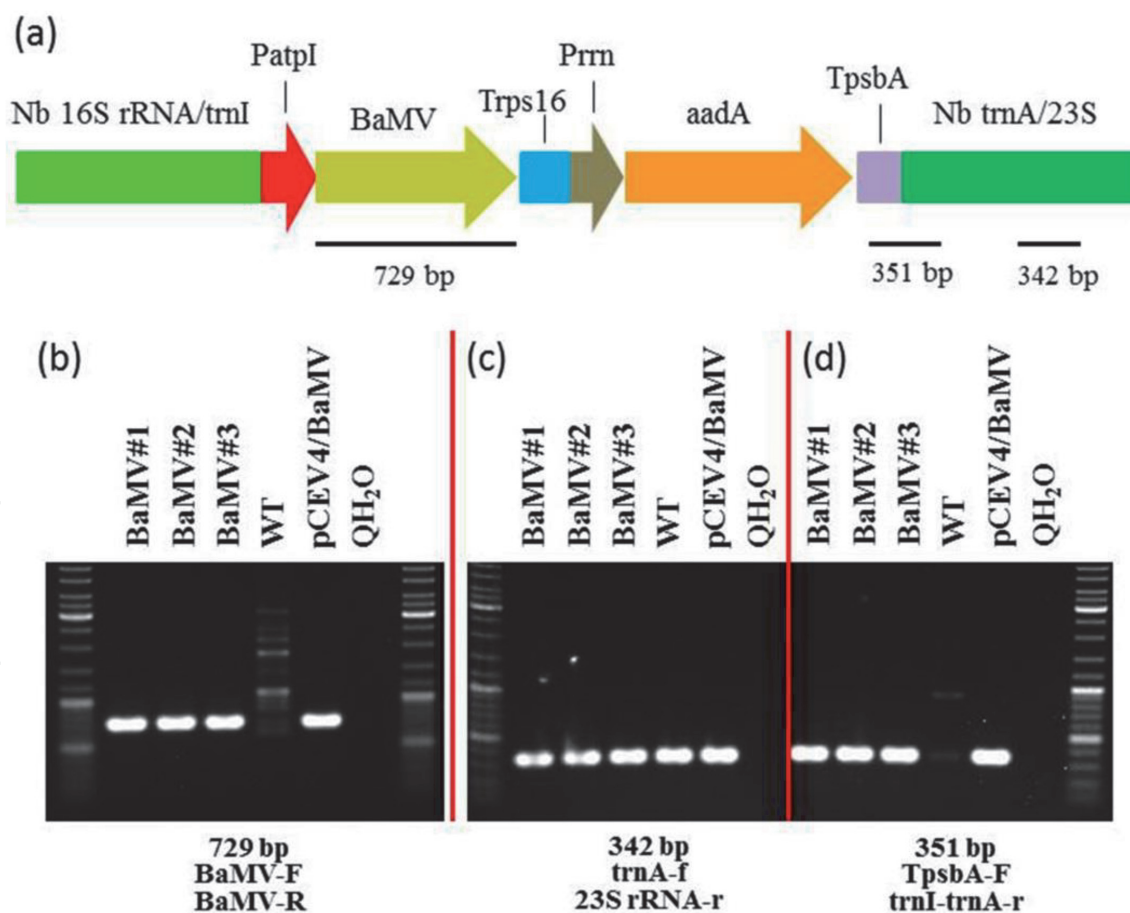 (a)
PatpI
Prrn
Nb 16S rRNA/trnI
BaMV
Trps16
aadA
TpsbA
Nb trnA/23S
729 bp
351 bp
342 bp
(b)
BaMV#1
BaMV#2
BaMV#3
WT
pCEV4/BaMV
QH₂O
(c)
BaMV#1
BaMV#2
BaMV#3
WT
pCEV4/BaMV
QH₂O
(d)
BaMV#1
BaMV#2
BaMV#3
WT
pCEV4/BaMV
QH₂O
729 bp
BaMV-F
BaMV-R
342 bp
trnA-f
23S rRNA-r
351 bp
TpsbA-F
trnI-trnA-r